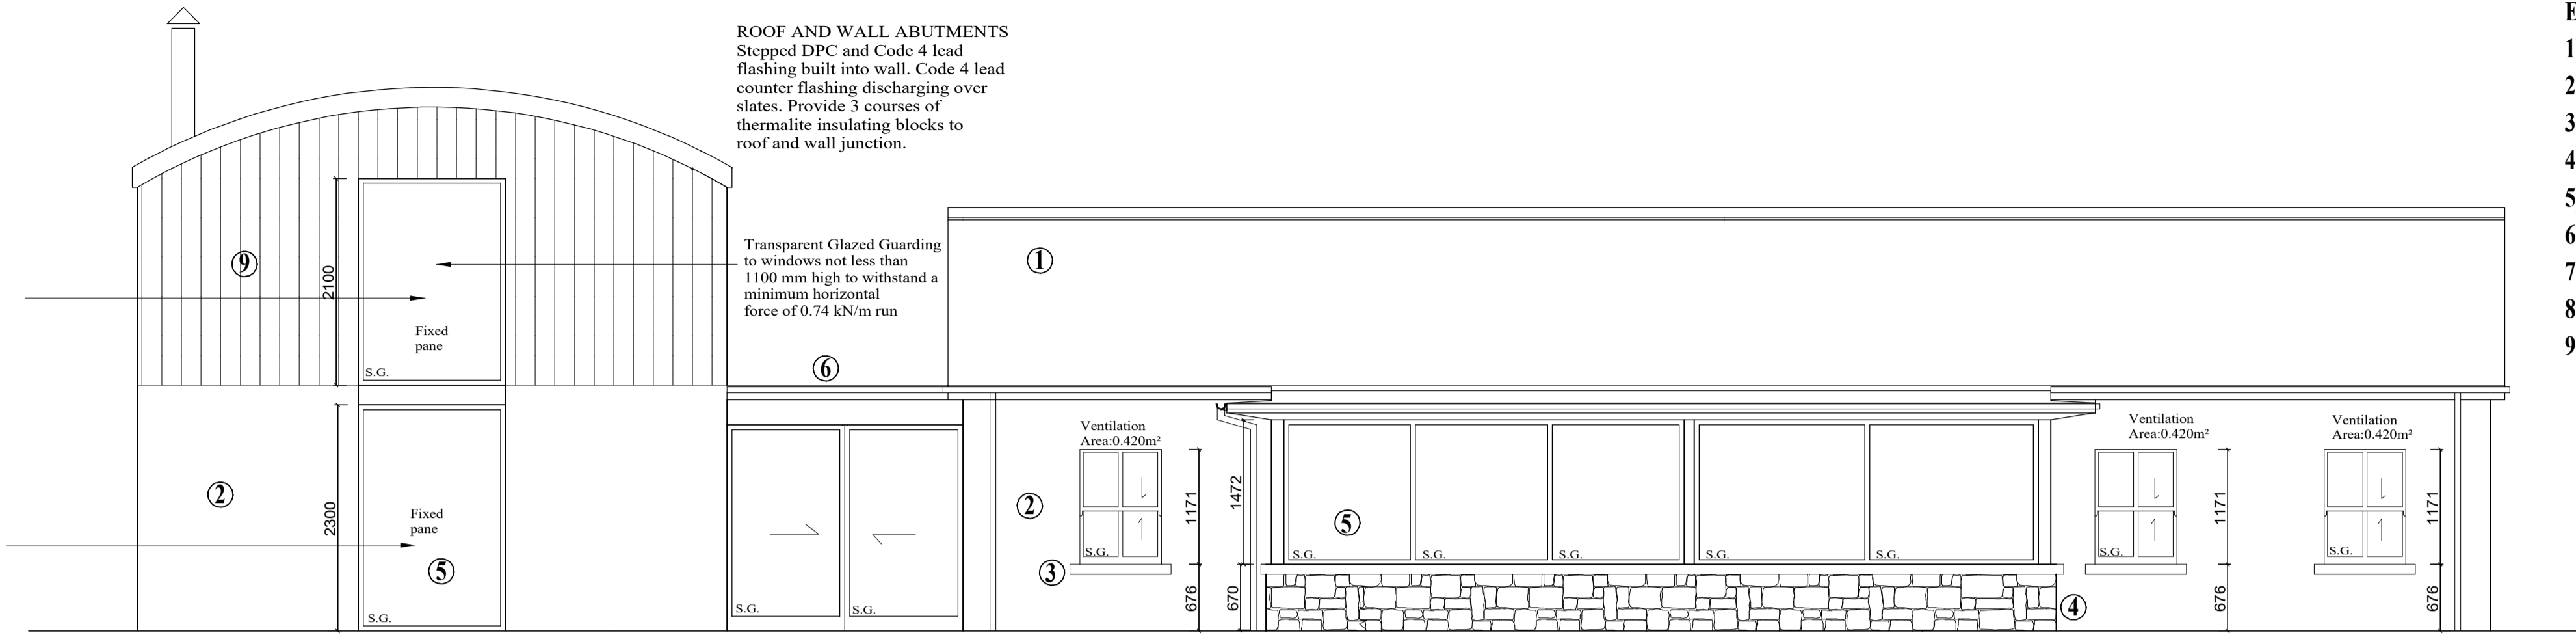 ROOF AND WALL ABUTMENTS
Stepped DPC and Code 4 lead
flashing built into wall. Code 4 lead
counter flashing discharging over
slates. Provide 3 courses of
thermalite insulating blocks to
roof and wall junction.
Transparent Glazed Guarding
to windows not less than
1100 mm high to withstand a
minimum horizontal
force of 0.74 kN/m run
9
2100
Fixed
pane
S.G.
1
6
2
2300
Fixed
pane
5
S.G.
S.G.
S.G.
Ventilation
Area:0.420m²
2
S.G.
3
1171
676
1472
670
5
S.G.
S.G.
S.G.
S.G.
S.G.
4
Ventilation
Area:0.420m²
S.G.
1171
676
Ventilation
Area:0.420m²
S.G.
1171
676
E
1
2
3
4
5
6
7
8
9